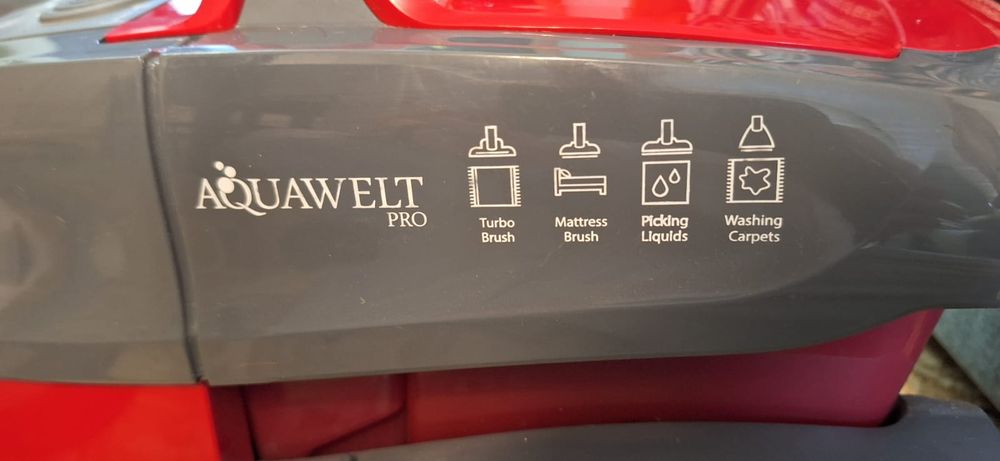 AQUAWELT
PRO
Turbo
Brush
Mattress
Brush
Picking
Liquids
Washing
Carpets